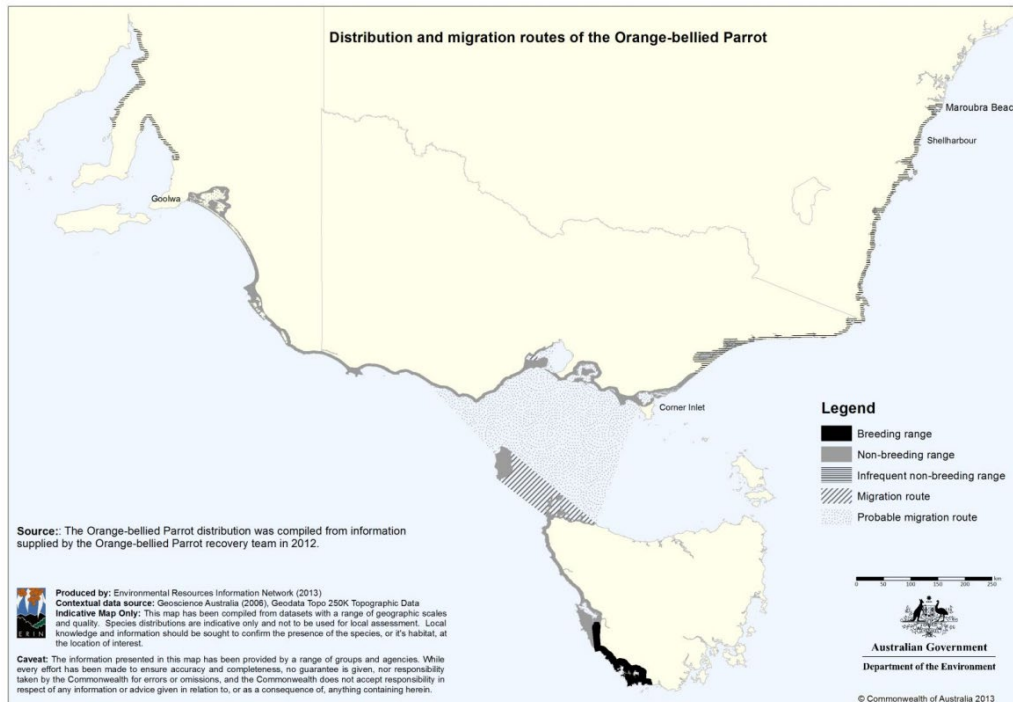 Distribution and migration routes of the Orange-bellied Parrot
Maroubra Beac
Shellharbour
Goolwa
Corner Inlet
Legend
Breeding range
Non-breeding range
Infrequent non-breeding range
Migration route
Probable migration route
Source:: The Orange-bellied Parrot distribution was compiled from information
supplied by the Orange-bellied Parrot recovery team in 2012.
0 50 100 150 200 250 km
ERIN
Produced by: Environmental Resources Information Network (2013)
Contextual data source: Geoscience Australia (2006), Geodata Topo 250K Topographic Data
Indicative Map Only: This map has been compiled from datasets with a range of geographic scales
and quality. Species distributions are indicative only and not to be used for local assessment. Local
knowledge and information should be sought to confirm the presence of the species, or it's habitat, at
the location of interest.
Caveat: The information presented in this map has been provided by a range of groups and agencies. While
every effort has been made to ensure accuracy and completeness, no guarantee is given, nor responsibility
taken by the Commonwealth for errors or omissions, and the Commonwealth does not accept responsibility in
respect of any information or advice given in relation to, or as a consequence of, anything containing herein.
Australian Government
Department of the Environment
© Commonwealth of Australia 2013